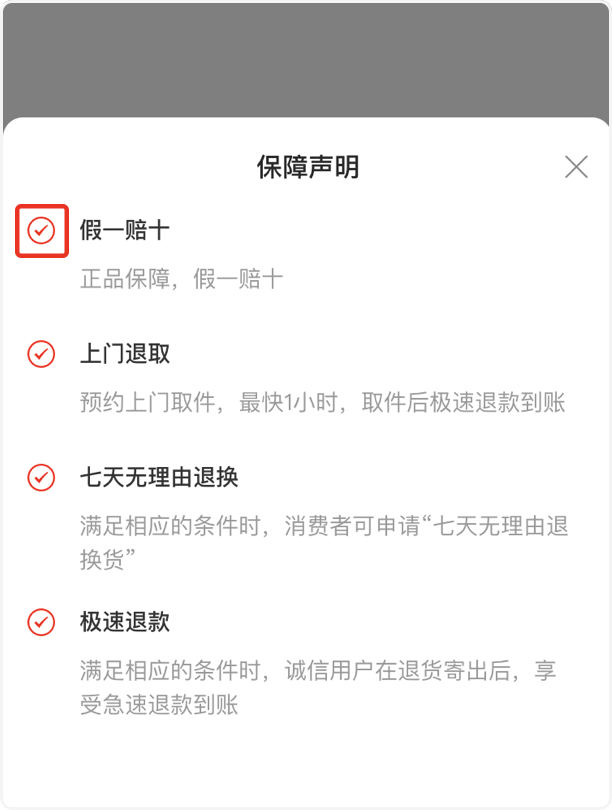 保障声明
假一赔十
正品保障，假一赔十
上门退取
预约上门取件，最快1小时，取件后极速退款到账
七天无理由退换
满足相应的条件时，消费者可申请“七天无理由退
换货”
极速退款
满足相应的条件时，诚信用户在退货寄出后，享
受急速退款到账